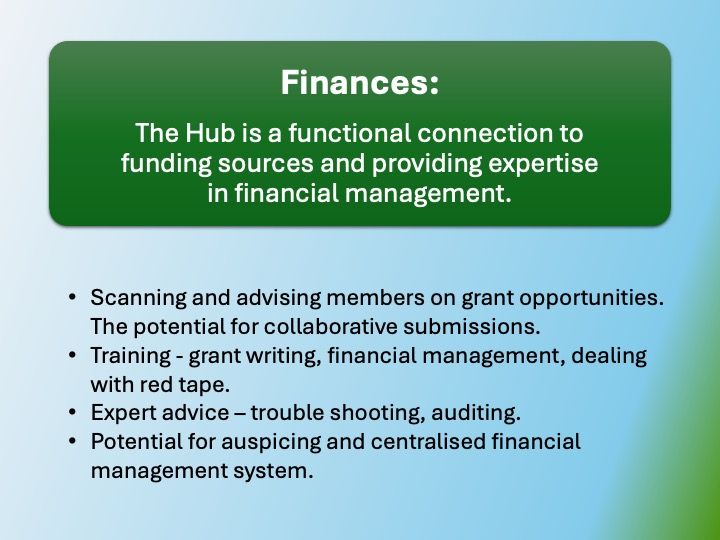 Finances:
The Hub is a functional connection to
funding sources and providing expertise
in financial management.
• Scanning and advising members on grant opportunities.
The potential for collaborative submissions.
• Training - grant writing, financial management, dealing
with red tape.
• Expert advice – trouble shooting, auditing.
• Potential for auspicing and centralised financial
management system.